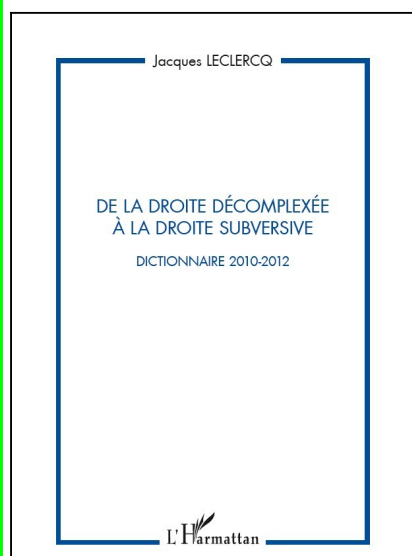 Jacques LECLERCQ
DE LA DROITE DÉCOMPLEXÉE
À LA DROITE SUBVERSIVE
DICTIONNAIRE 2010-2012
L'Harmattan